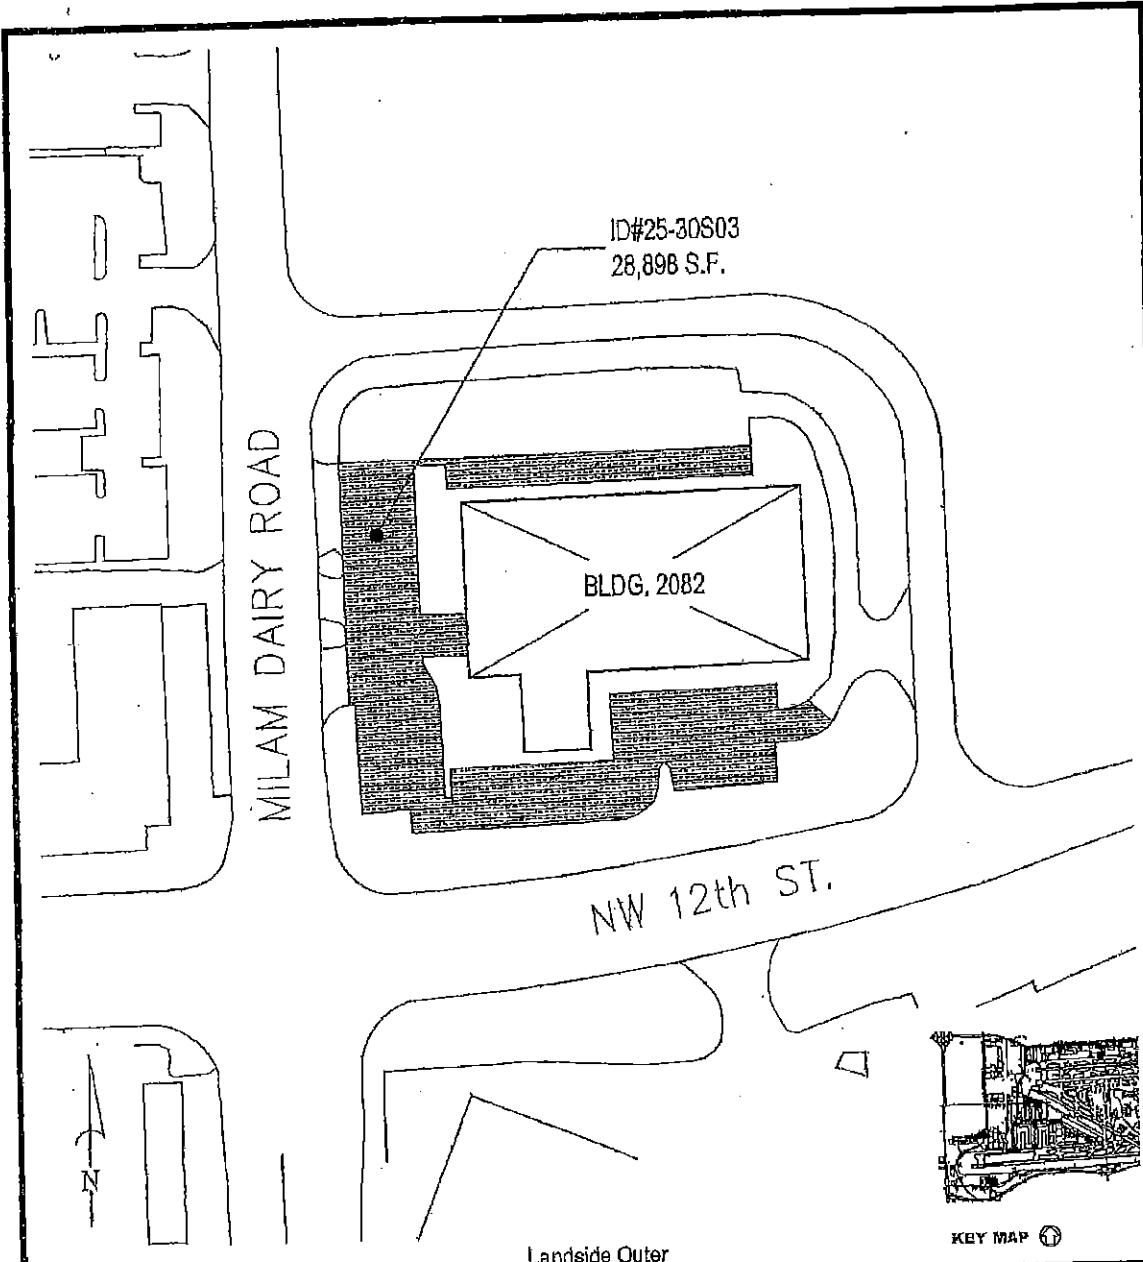 ID#25-30S03
28,898 S.F.
MILAM DAIRY ROAD
BLDG. 2082
NW 12th ST.
N
KEY MAP
Landside Outer